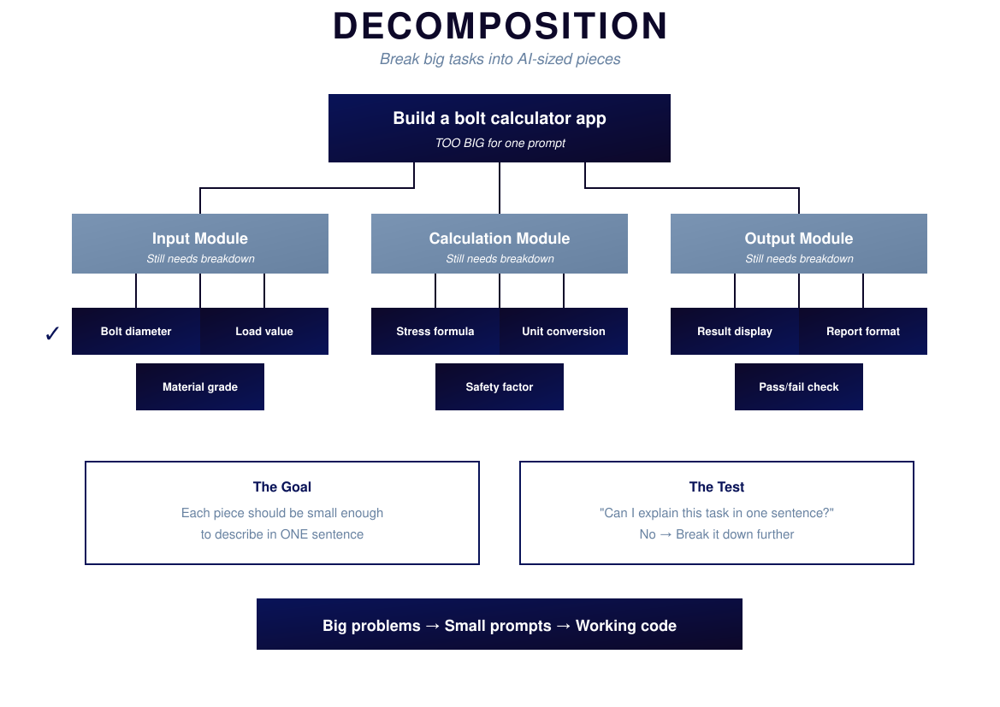 DECOMPOSITION
Break big tasks into AI-sized pieces
Build a bolt calculator app
TOO BIG for one prompt
Input Module
Still needs breakdown
Calculation Module
Still needs breakdown
Output Module
Still needs breakdown
✓
Bolt diameter
Load value
Material grade
Stress formula
Unit conversion
Safety factor
Result display
Report format
Pass/fail check
The Goal
Each piece should be small enough
to describe in ONE sentence
The Test
"Can I explain this task in one sentence?"
No → Break it down further
Big problems → Small prompts → Working code